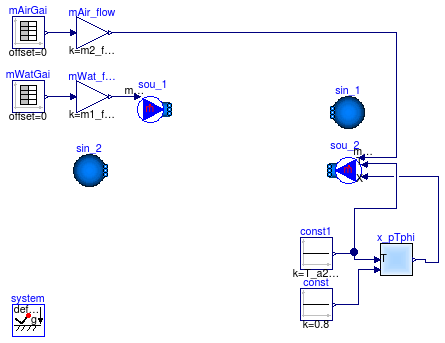 mAirGai
mAir_flow
offset=0
k=m2_f...
mWatGai
mWat_f...
m...
sou_1
offset=0
k=m1_f...
sin_1
sin_2
sou_2
m...
const1
x_pTphi
T
k=T_a2...
const
k=0.8
system
def...
g